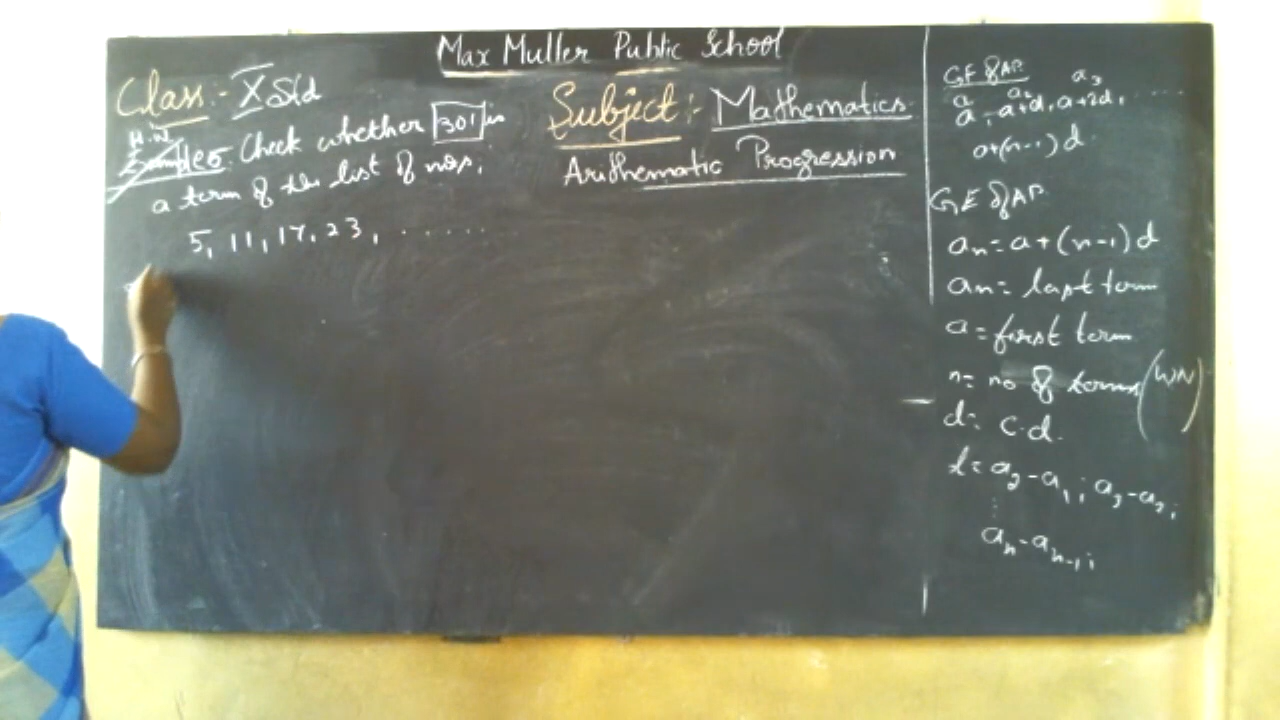 Max Muller Public School
Class:- X Std
Subject:- Mathematics
Arithematic Progression
H.W
Example 5. Check whether 301 is
a term of the list of nos;
5, 11, 17, 23, ......
GF of AP.
a a₂ a₃
a, a+d, a+2d, .....
a+(n-1)d
GE of AP.
aₙ = a+(n-1)d
aₙ = last term
a = first term
n = no of terms (WN)
d = c.d.
d = a₂-a₁; a₃-a₂;
⋮
aₙ-aₙ₋₁;